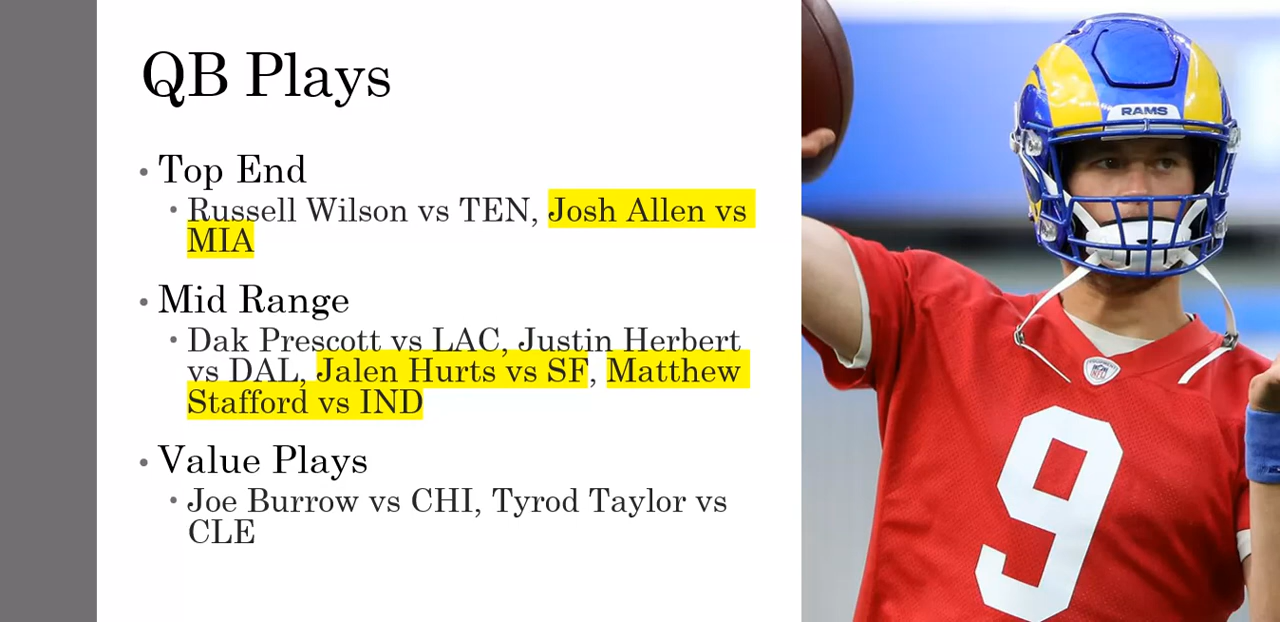 QB Plays
• Top End
• Russell Wilson vs TEN, Josh Allen vs
MIA
• Mid Range
• Dak Prescott vs LAC, Justin Herbert
vs DAL, Jalen Hurts vs SF, Matthew
Stafford vs IND
• Value Plays
• Joe Burrow vs CHI, Tyrod Taylor vs
CLE
RAMS
NFL
9